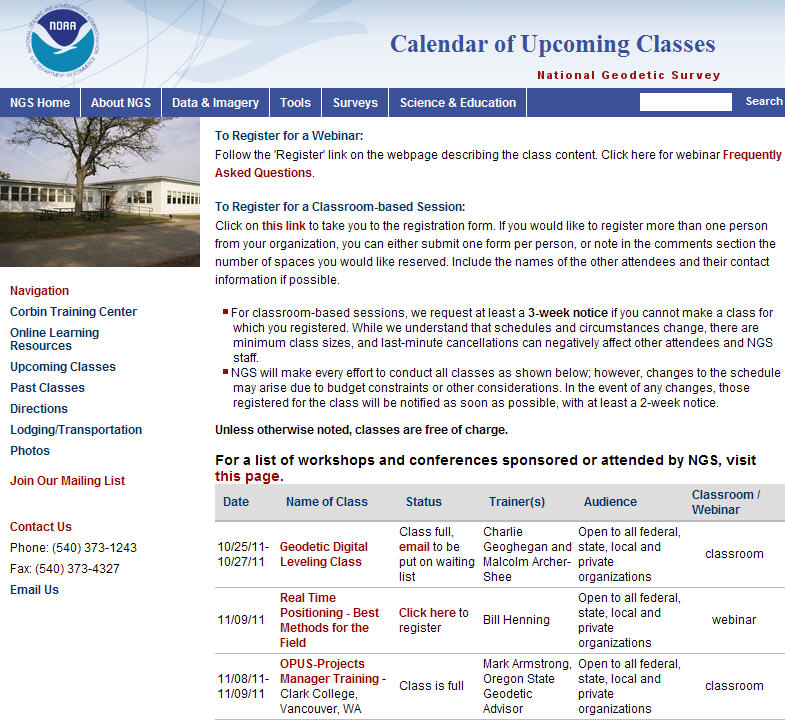 NOAA
Calendar of Upcoming Classes
National Geodetic Survey
NGS Home
About NGS
Data & Imagery
Tools
Surveys
Science & Education
Search
To Register for a Webinar:
Follow the 'Register' link on the webpage describing the class content. Click here for webinar Frequently
Asked Questions.
To Register for a Classroom-based Session:
Click on this link to take you to the registration form. If you would like to register more than one person
from your organization, you can either submit one form per person, or note in the comments section the
number of spaces you would like reserved. Include the names of the other attendees and their contact
information if possible.
For classroom-based sessions, we request at least a 3-week notice if you cannot make a class for
which you registered. While we understand that schedules and circumstances change, there are
minimum class sizes, and last-minute cancellations can negatively affect other attendees and NGS
staff.
NGS will make every effort to conduct all classes as shown below; however, changes to the schedule
may arise due to budget constraints or other considerations. In the event of any changes, those
registered for the class will be notified as soon as possible, with at least a 2-week notice.
Unless otherwise noted, classes are free of charge.
For a list of workshops and conferences sponsored or attended by NGS, visit
this page.
Navigation
Corbin Training Center
Online Learning
Resources
Upcoming Classes
Past Classes
Directions
Lodging/Transportation
Photos
Join Our Mailing List
Contact Us
Phone: (540) 373-1243
Fax: (540) 373-4327
Email Us
Date
Name of Class
Status
Trainer(s)
Audience
Classroom /
Webinar
10/25/11-
10/27/11
Geodetic Digital
Leveling Class
Class full,
email to be
put on waiting
list
Charlie
Geoghegan and
Malcolm Archer-
Shee
Open to all federal,
state, local and
private
organizations
classroom
11/09/11
Real Time
Positioning - Best
Methods for the
Field
Click here to
register
Bill Henning
Open to all federal,
state, local and
private
organizations
webinar
11/08/11-
11/09/11
OPUS-Projects
Manager Training -
Clark College,
Vancouver, WA
Class is full
Mark Armstrong,
Oregon State
Geodetic
Advisor
Open to all federal,
state, local and
private
organizations
classroom